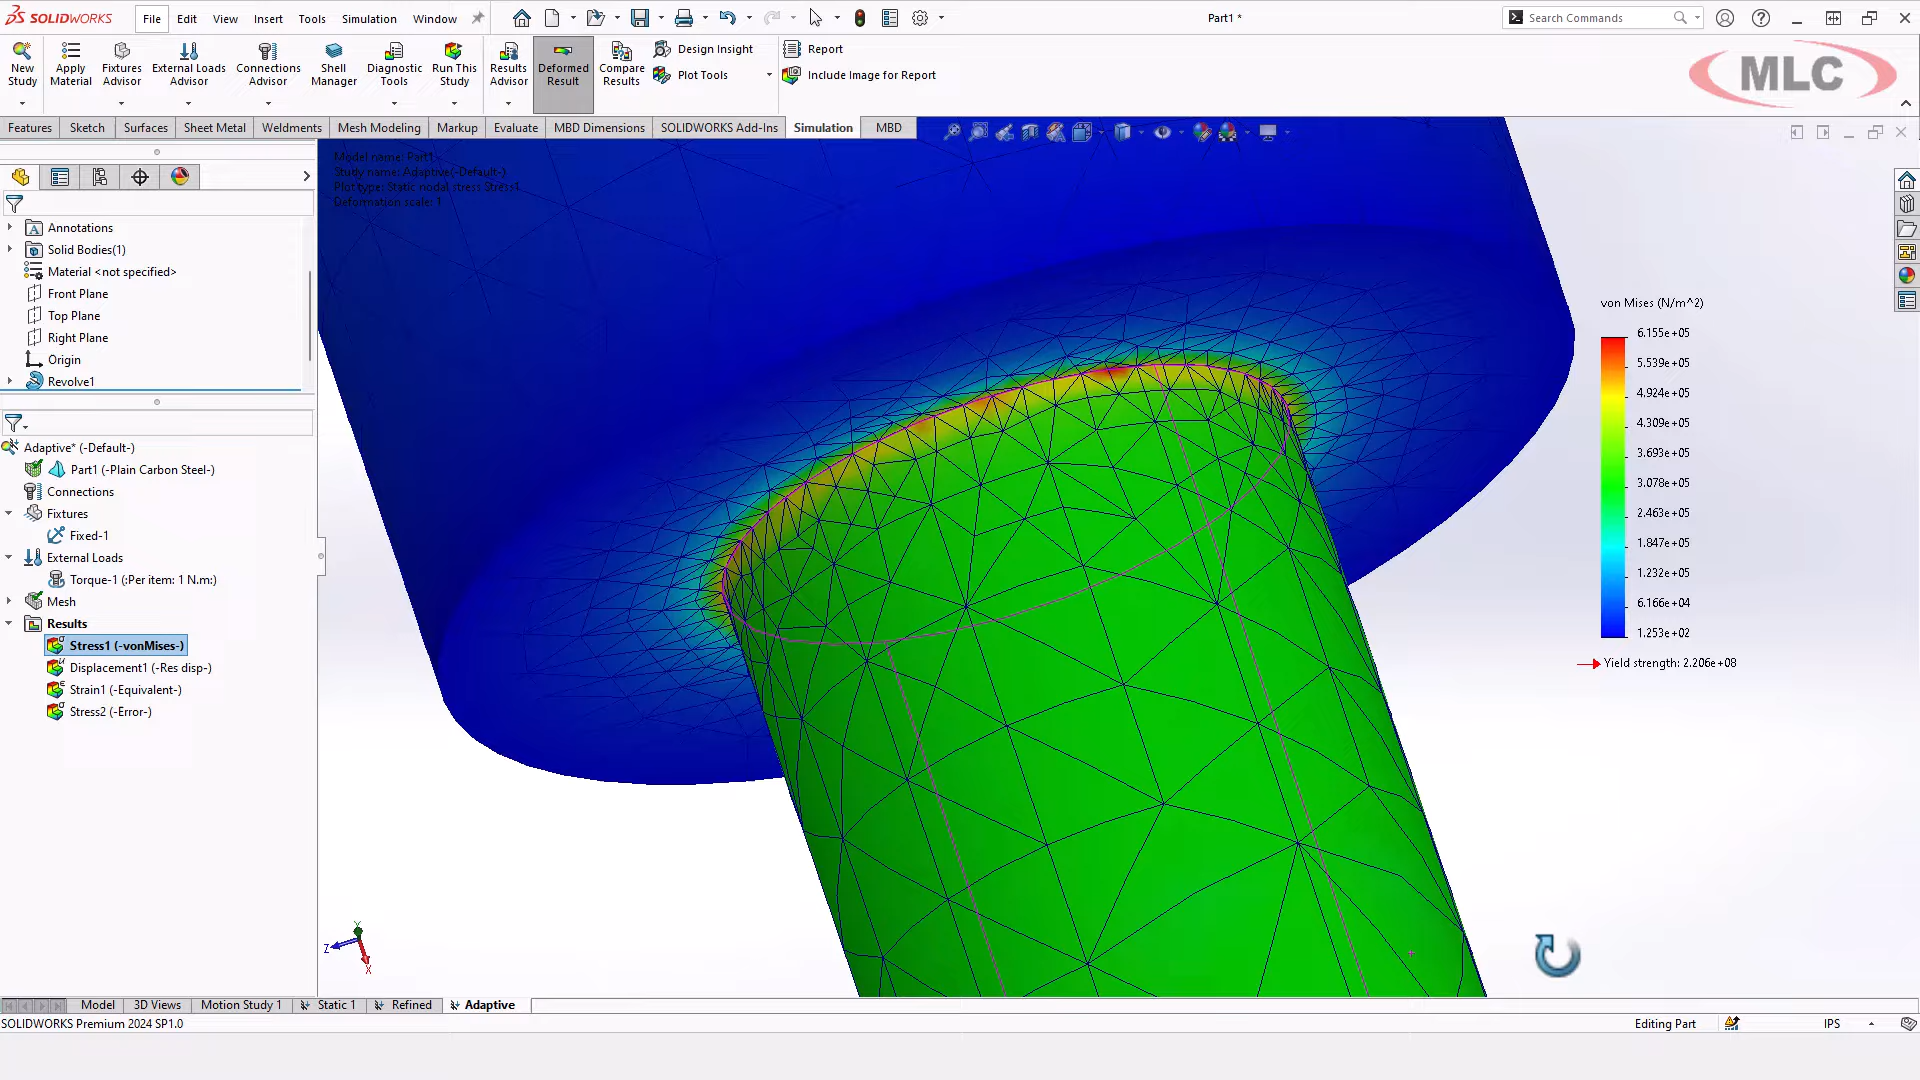 SOLIDWORKS File Edit View Insert Tools Simulation Window Part1 * Search Commands
New Study
Apply Material
Fixtures Advisor
External Loads Advisor
Connections Advisor
Shell Manager
Diagnostic Tools
Run This Study
Results Advisor
Deformed Result
Compare Results
Design Insight
Plot Tools
Report
Include Image for Report
MLC
Features Sketch Surfaces Sheet Metal Weldments Mesh Modeling Markup Evaluate MBD Dimensions SOLIDWORKS Add-Ins Simulation MBD
Model name: Part1
Study name: Adaptive(-Default-)
Plot type: Static nodal stress Stress1
Deformation scale: 1
Annotations
Solid Bodies(1)
Material <not specified>
Front Plane
Top Plane
Right Plane
Origin
Revolve1
Adaptive* (-Default-)
Part1 (-Plain Carbon Steel-)
Connections
Fixtures
Fixed-1
External Loads
Torque-1 (:Per item: 1 N.m:)
Mesh
Results
Stress1 (-vonMises-)
Displacement1 (-Res disp-)
Strain1 (-Equivalent-)
Stress2 (-Error-)
von Mises (N/m^2)
6.155e+05
5.539e+05
4.924e+05
4.309e+05
3.693e+05
3.078e+05
2.463e+05
1.847e+05
1.232e+05
6.166e+04
1.253e+02
Yield strength: 2.206e+08
Y
Z
X
Model 3D Views Motion Study 1 Static 1 Refined Adaptive
SOLIDWORKS Premium 2024 SP1.0 Editing Part IPS